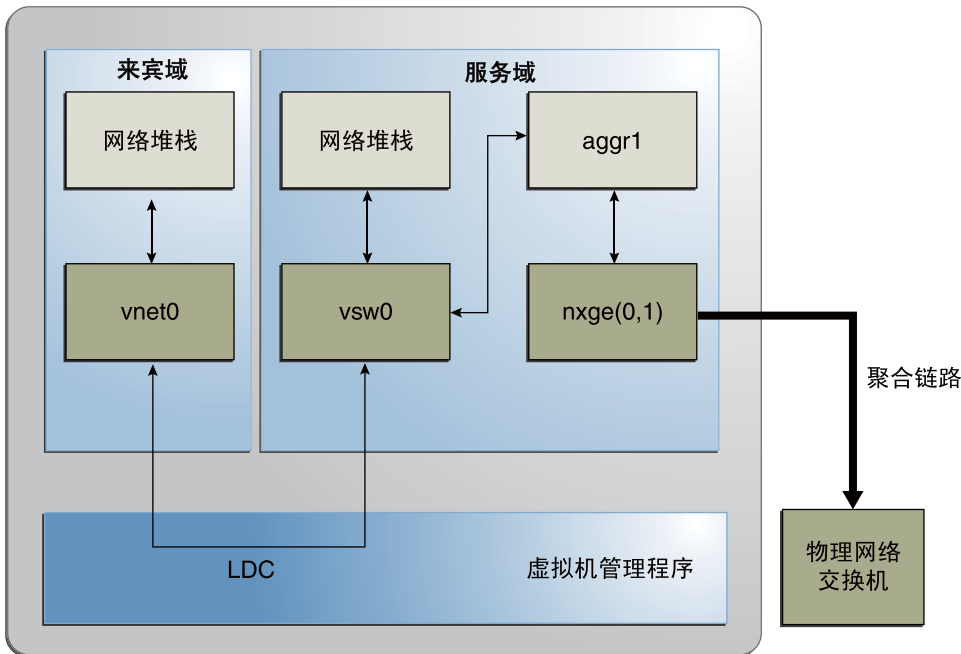 来宾域
服务域
网络堆栈
网络堆栈
aggr1
vnet0
vsw0
nxge(0,1)
聚合链路
LDC
虚拟机管理程序
物理网络
交换机